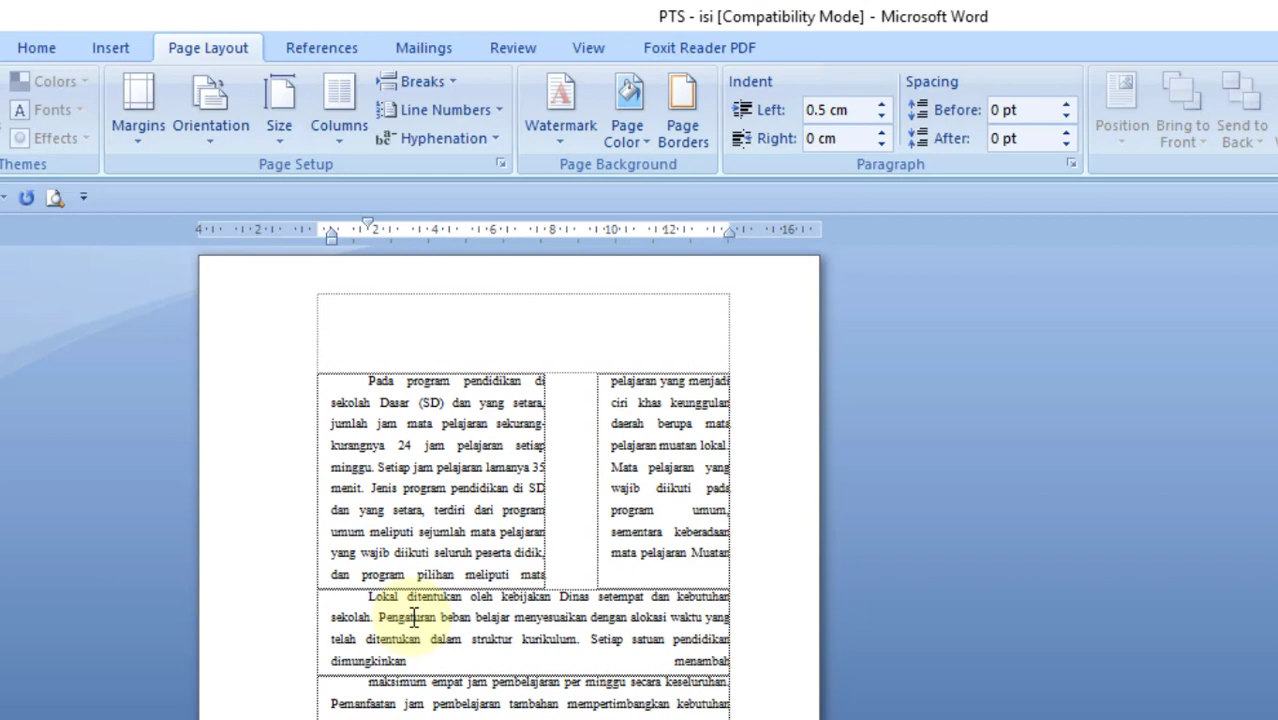 PTS - isi [Compatibility Mode] - Microsoft Word
Home Insert Page Layout References Mailings Review View Foxit Reader PDF
Colors
Fonts
Effects
Themes
Margins
Orientation
Size
Columns
Breaks
Line Numbers
Hyphenation
Page Setup
Watermark
Page Color
Page Borders
Page Background
Indent
Left: 0.5 cm
Right: 0 cm
Spacing
Before: 0 pt
After: 0 pt
Paragraph
Position
Bring to Front
Send to Back
4 2 2 4 6 8 10 12 16
Pada program pendidikan di
sekolah Dasar (SD) dan yang setara,
jumlah jam mata pelajaran sekurang-
kurangnya 24 jam pelajaran setiap
minggu. Setiap jam pelajaran lamanya 35
menit. Jenis program pendidikan di SD
dan yang setara, terdiri dari program
umum meliputi sejumlah mata pelajaran
yang wajib diikuti seluruh peserta didik,
dan program pilihan meliputi mata
pelajaran yang menjadi
ciri khas keunggulan
daerah berupa mata
pelajaran muatan lokal.
Mata pelajaran yang
wajib diikuti pada
program umum,
sementara keberadaan
mata pelajaran Muatan
Lokal ditentukan oleh kebijakan Dinas setempat dan kebutuhan
sekolah. Pengaturan beban belajar menyesuaikan dengan alokasi waktu yang
telah ditentukan dalam struktur kurikulum. Setiap satuan pendidikan
dimungkinkan menambah
maksimum empat jam pembelajaran per minggu secara keseluruhan.
Pemanfaatan jam pembelajaran tambahan mempertimbangkan kebutuhan